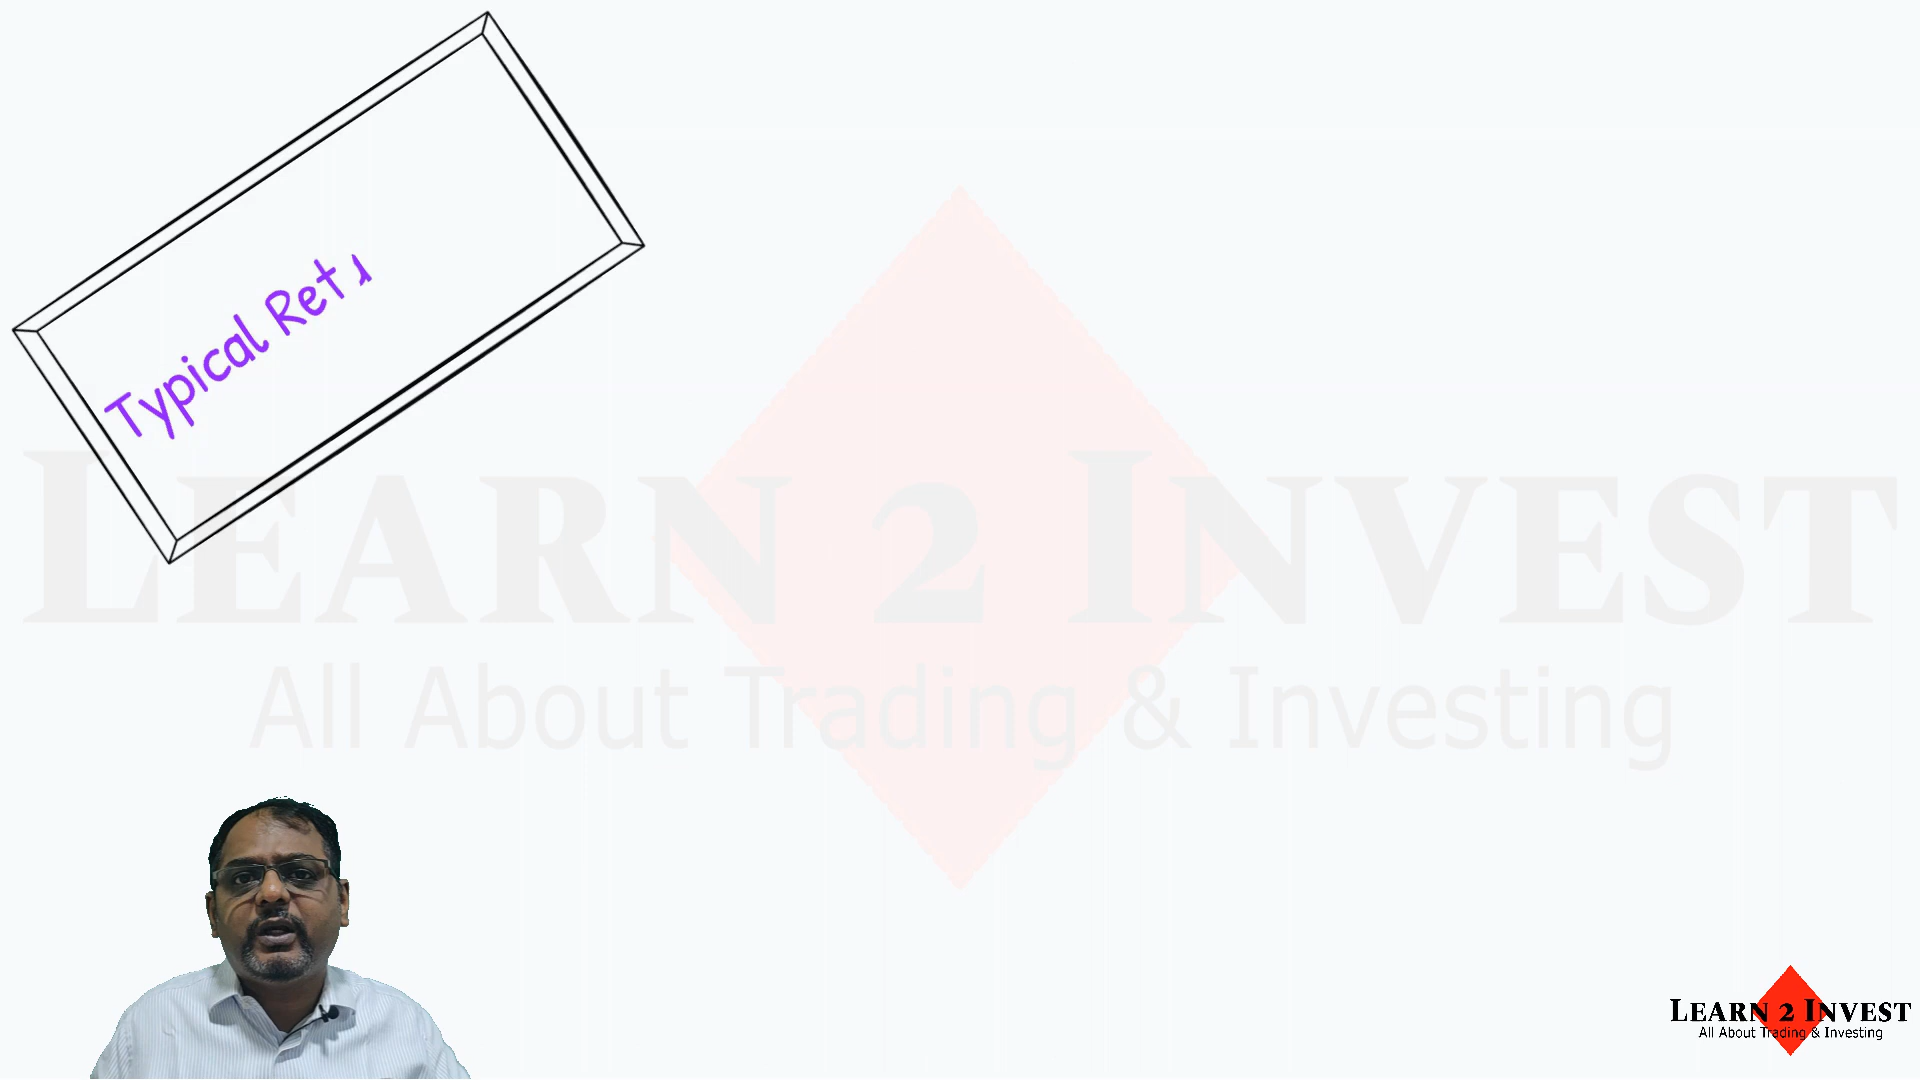 Typical Ret
LEARN 2 INVEST
All About Trading & Investing
LEARN 2 INVEST
All About Trading & Investing